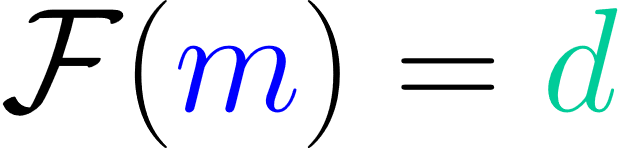 ℱ(m) = d